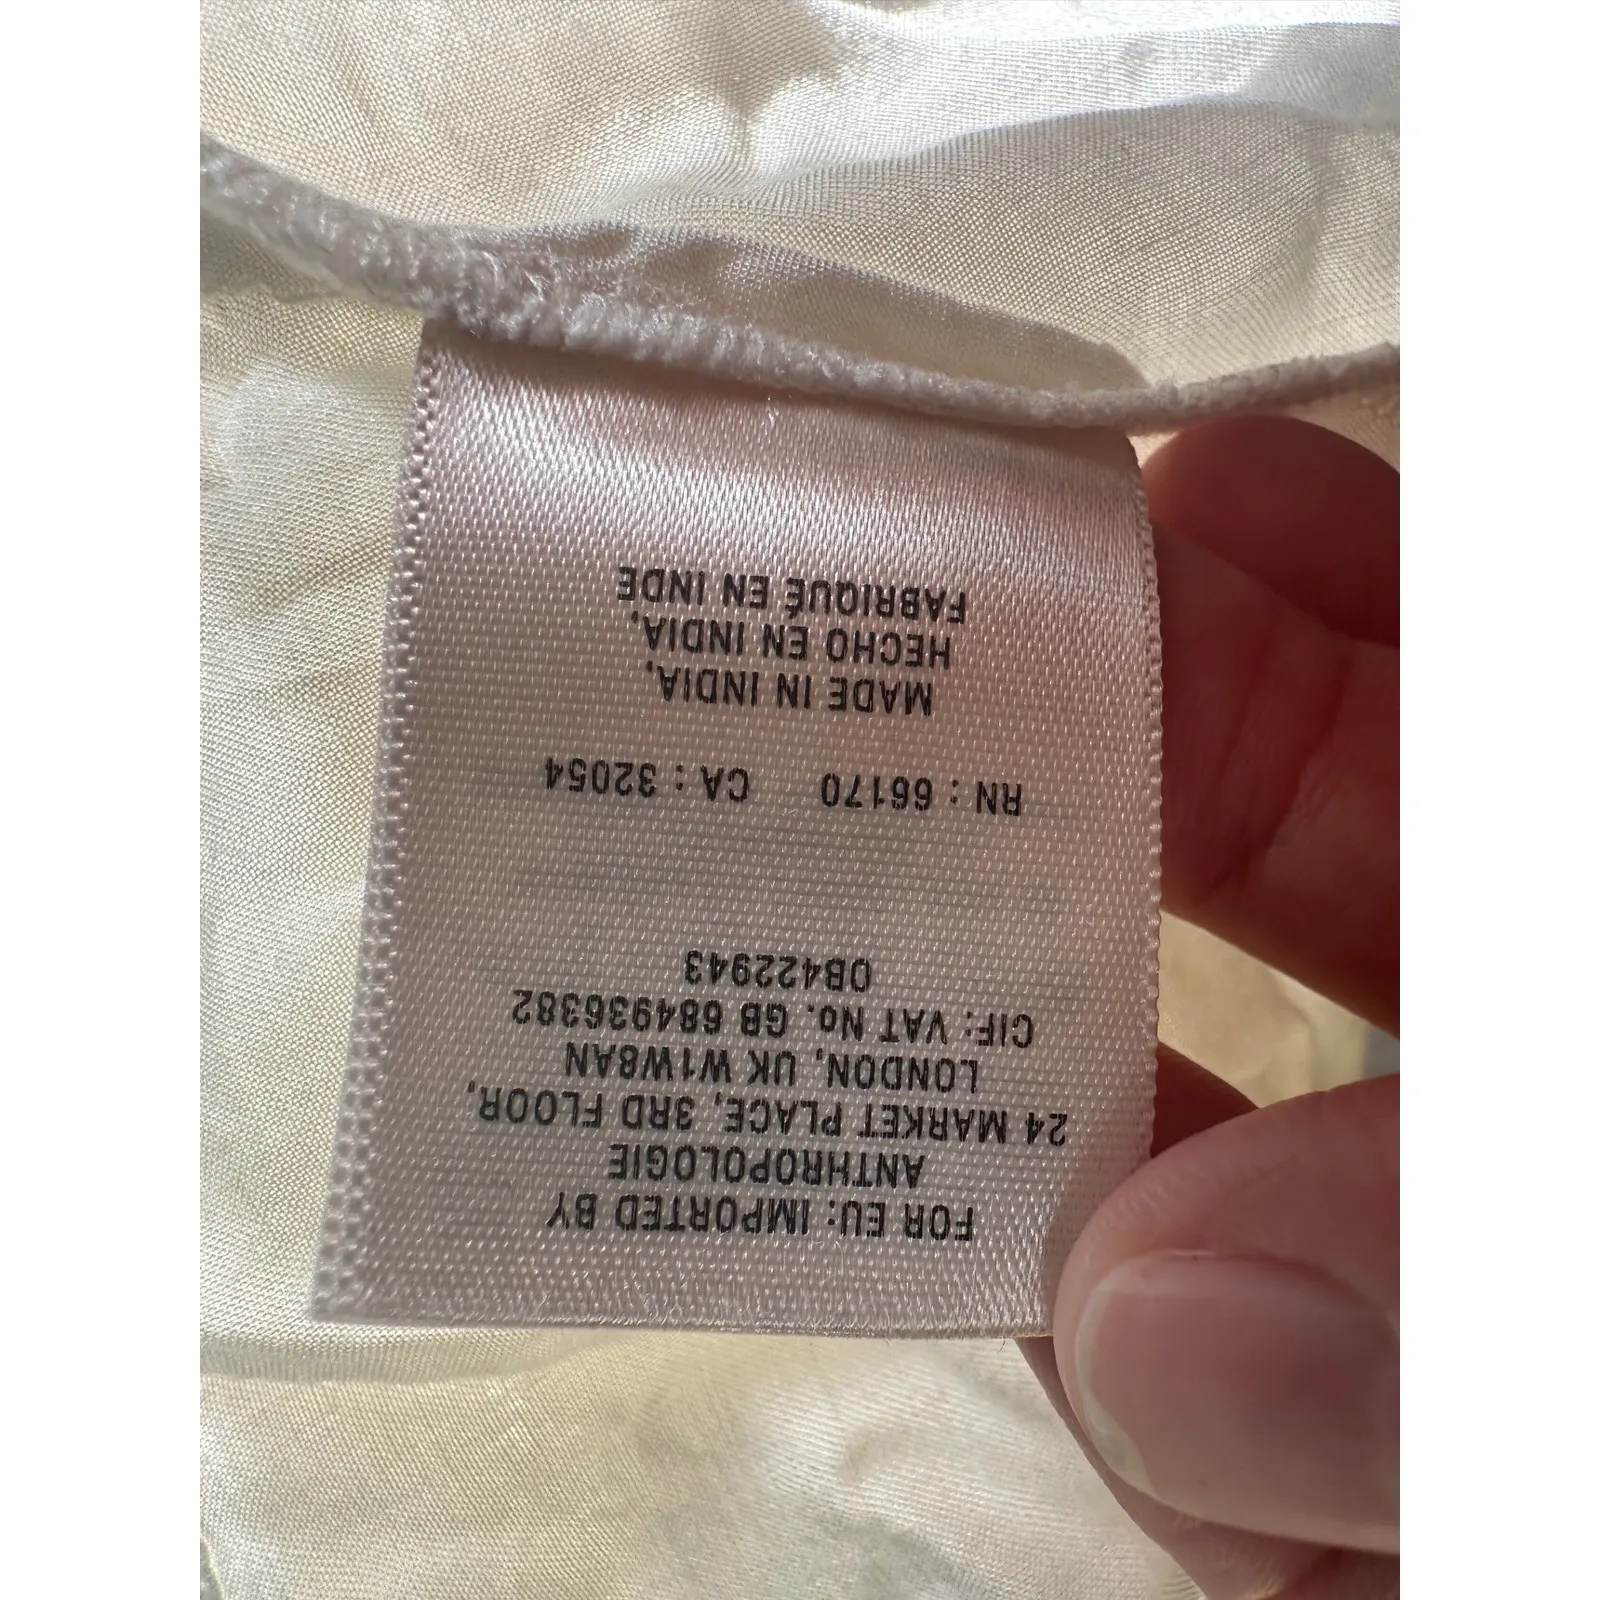 FOR EU: IMPORTED BY
ANTHROPOLOGIE
24 MARKET PLACE, 3RD FLOOR,
LONDON, UK W1W8AN
CIF: VAT No. GB 684936382
0B422943
RN : 66170 CA : 32054
MADE IN INDIA,
HECHO EN INDIA,
FABRIQUÉ EN INDE